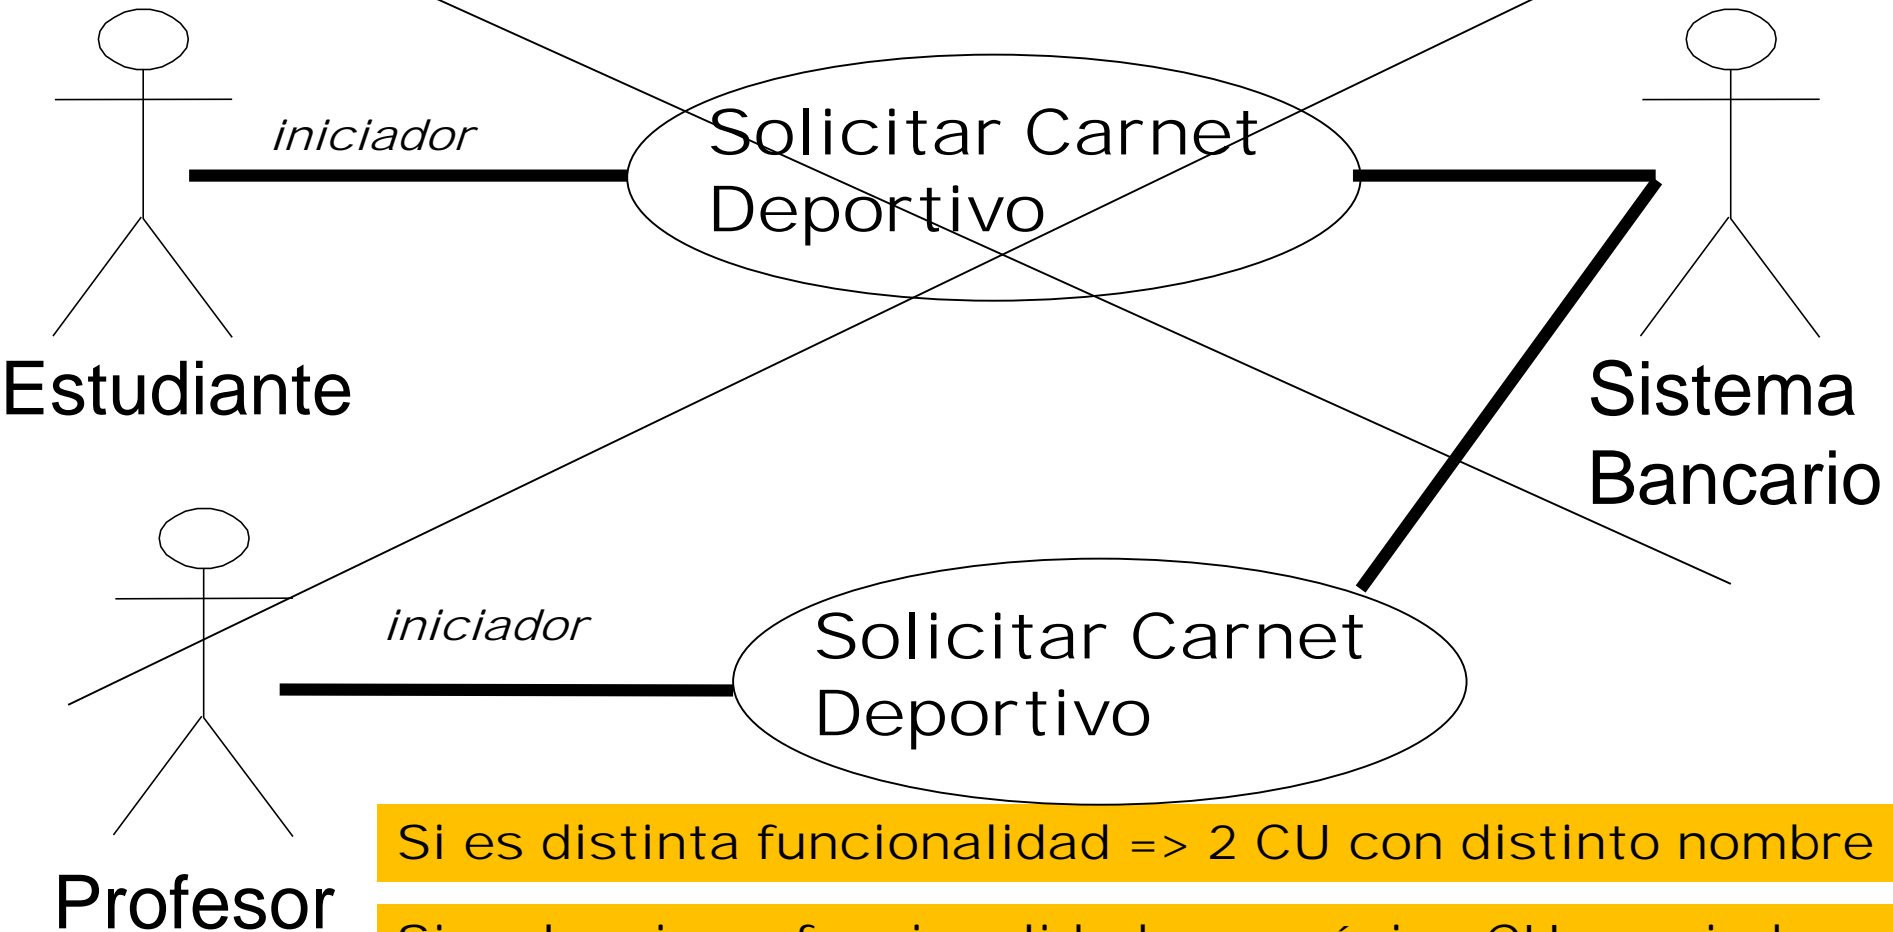 iniciador
Solicitar Carnet
Deportivo
Estudiante
Sistema
Bancario
iniciador
Solicitar Carnet
Deportivo
Si es distinta funcionalidad => 2 CU con distinto nombre
Profesor